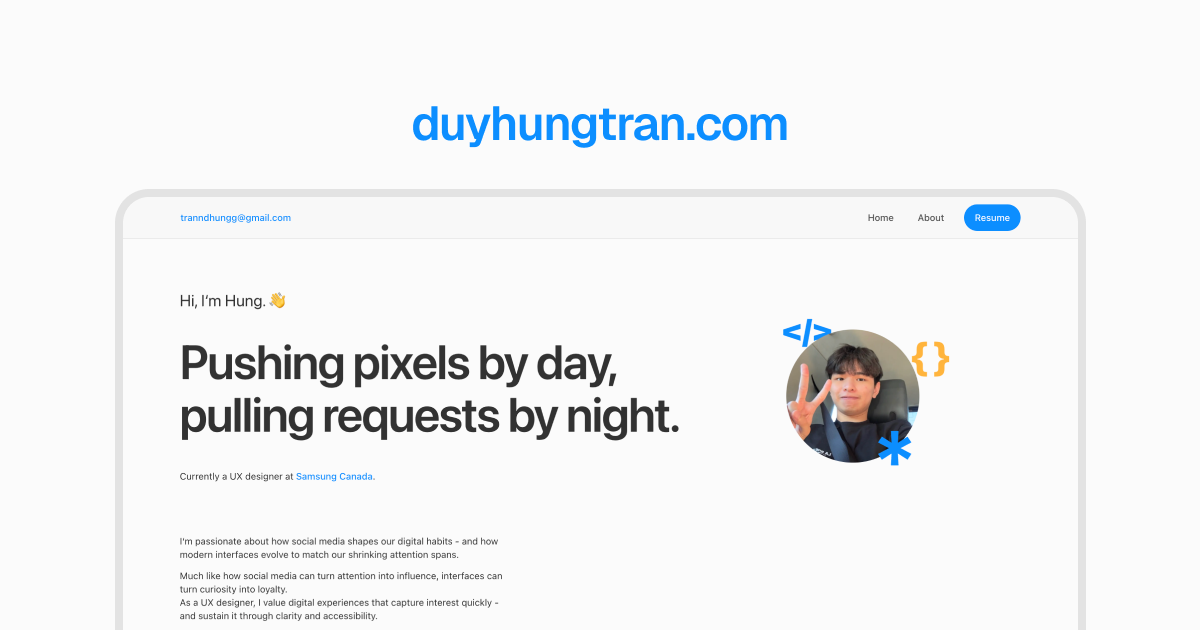 duyhungtran.com
tranndhungg@gmail.com
Home
About
Resume
Hi, I'm Hung. 👋
</>
{ }
Pushing pixels by day,
pulling requests by night.
*
Currently a UX designer at Samsung Canada.
I'm passionate about how social media shapes our digital habits - and how
modern interfaces evolve to match our shrinking attention spans.
Much like how social media can turn attention into influence, interfaces can
turn curiosity into loyalty.
As a UX designer, I value digital experiences that capture interest quickly -
and sustain it through clarity and accessibility.